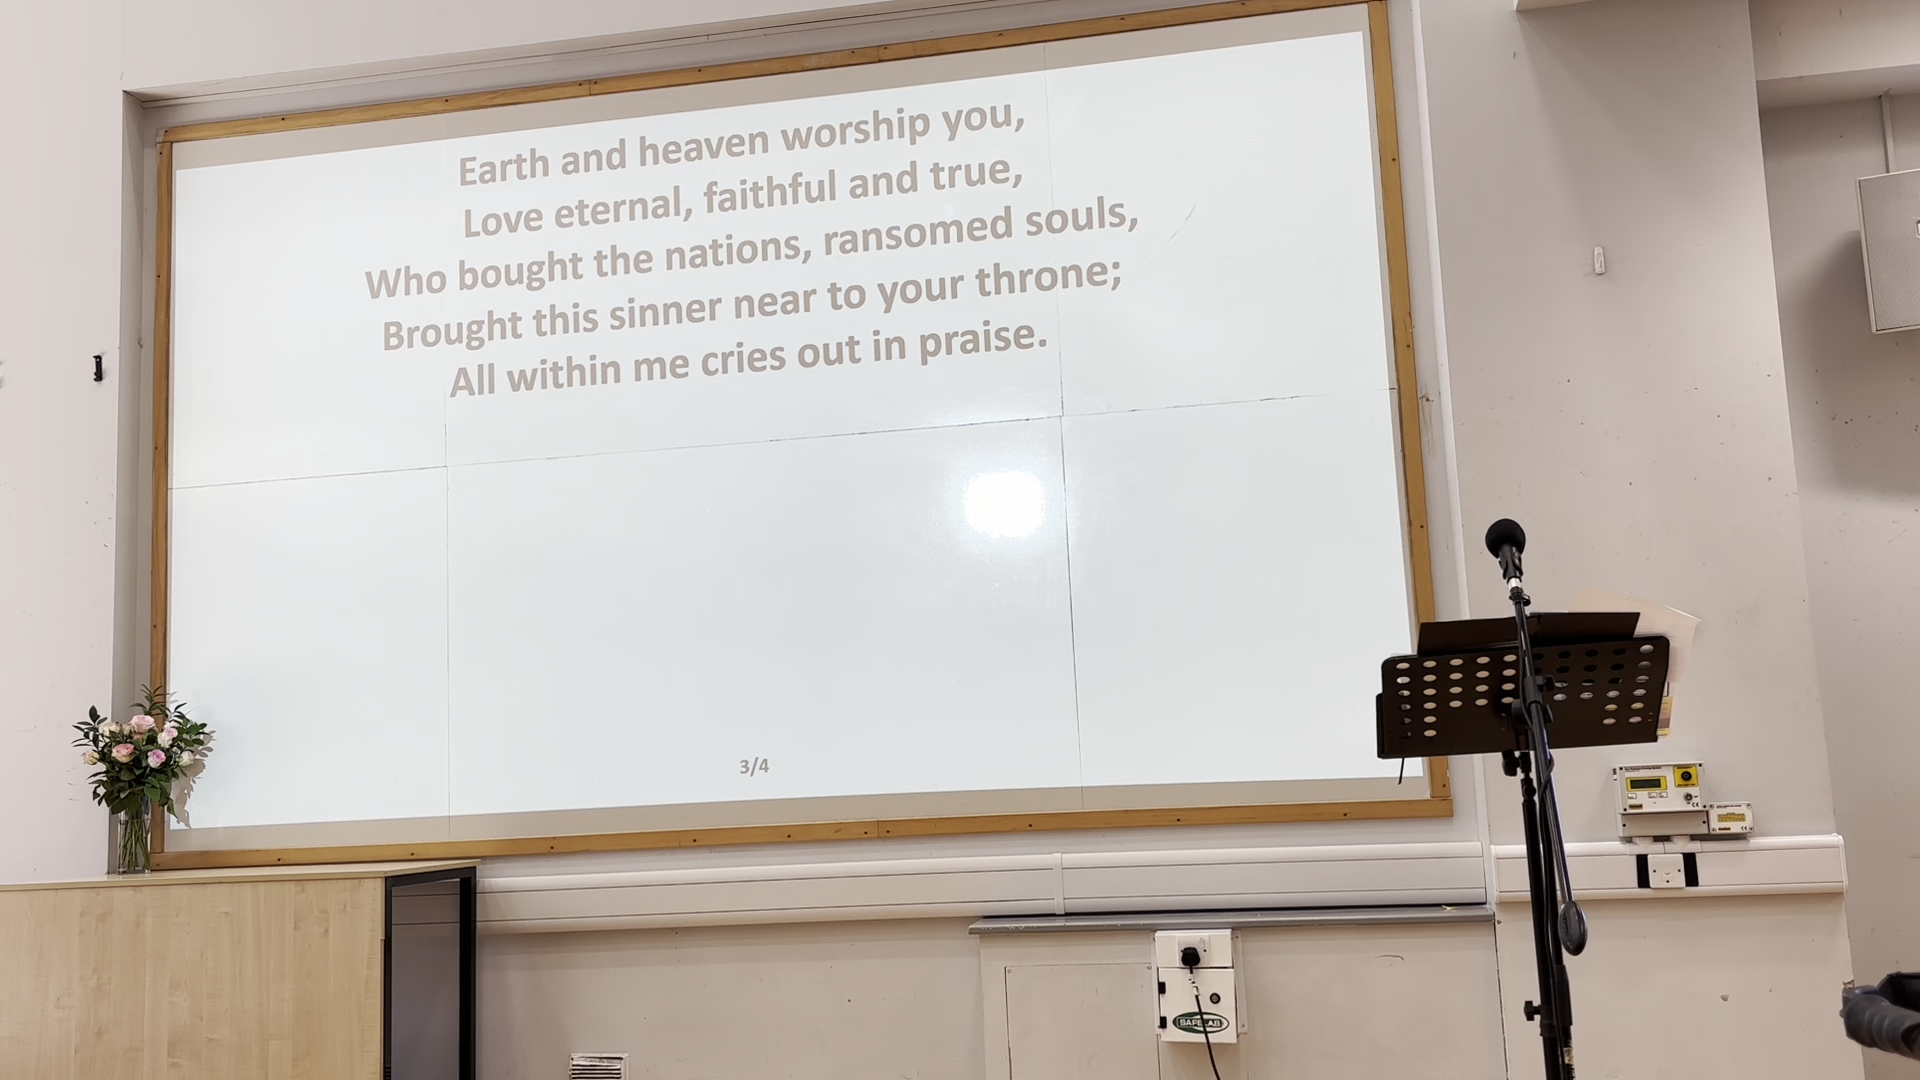 Earth and heaven worship you,
Love eternal, faithful and true,
Who bought the nations, ransomed souls,
Brought this sinner near to your throne;
All within me cries out in praise.
3/4
SAFELAB